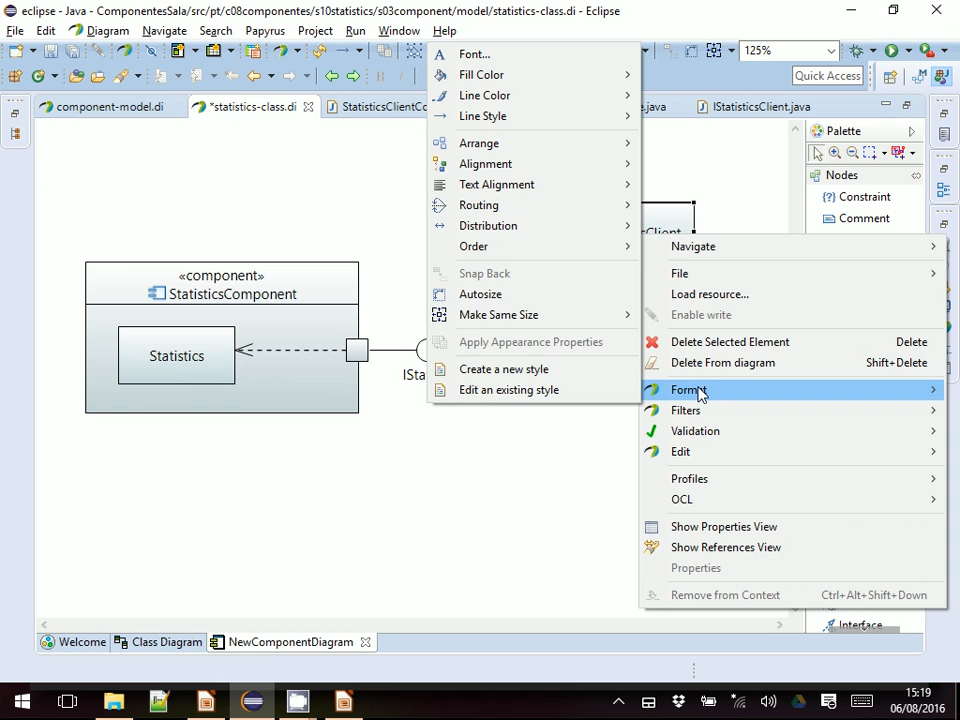 eclipse - Java - ComponentesSala/src/pt/c08componentes/s10statistics/s03component/model/statistics-class.di - Eclipse
File Edit Diagram Navigate Search Papyrus Project Run Window Help
125%
Quick Access
component-model.di
*statistics-class.di
StatisticsClientCo
e.java
IStatisticsClient.java
Font...
Fill Color
Line Color
Line Style
Arrange
Alignment
Text Alignment
Routing
Distribution
Order
Snap Back
Autosize
Make Same Size
Apply Appearance Properties
Create a new style
Edit an existing style
Palette
Nodes
Constraint
Comment
Interface
«component»
StatisticsComponent
Statistics
ISta
sClient
Navigate
File
Load resource...
Enable write
Delete Selected Element Delete
Delete From diagram Shift+Delete
Format
Filters
Validation
Edit
Profiles
OCL
Show Properties View
Show References View
Properties
Remove from Context Ctrl+Alt+Shift+Down
Welcome Class Diagram NewComponentDiagram
15:19
06/08/2016